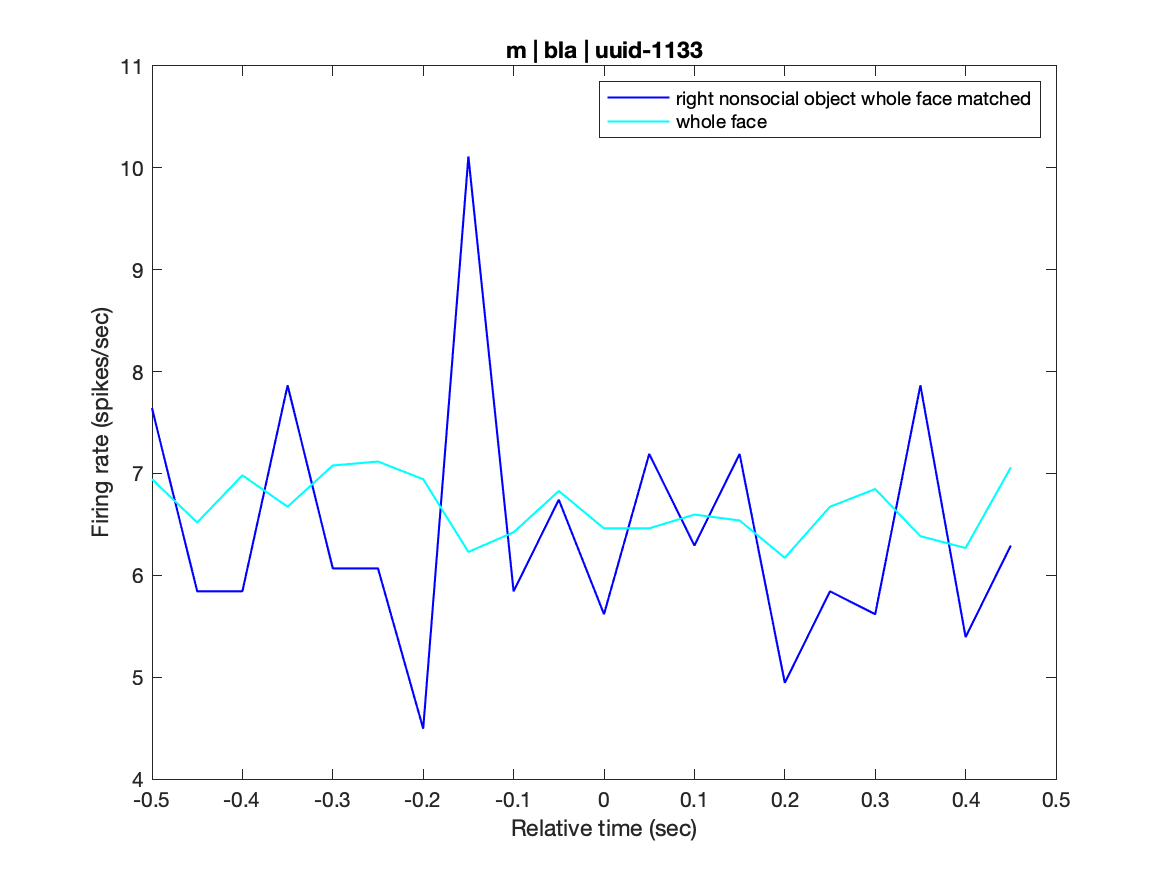 m | bla | uuid-1133
right nonsocial object whole face matched
whole face
11
10
9
8
7
6
5
4
Firing rate (spikes/sec)
-0.5 -0.4 -0.3 -0.2 -0.1 0 0.1 0.2 0.3 0.4 0.5
Relative time (sec)